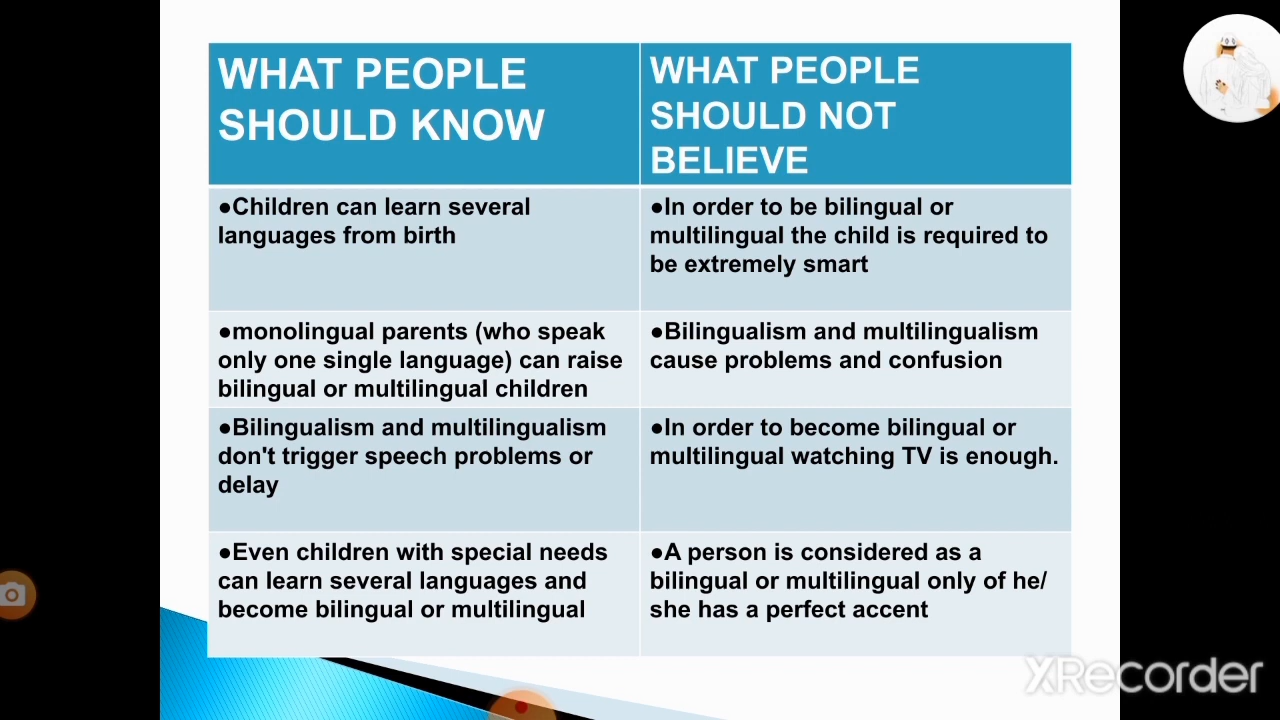 WHAT PEOPLE
SHOULD KNOW
WHAT PEOPLE
SHOULD NOT
BELIEVE
●Children can learn several
languages from birth
●In order to be bilingual or
multilingual the child is required to
be extremely smart
●monolingual parents (who speak
only one single language) can raise
bilingual or multilingual children
●Bilingualism and multilingualism
cause problems and confusion
●Bilingualism and multilingualism
don't trigger speech problems or
delay
●In order to become bilingual or
multilingual watching TV is enough.
●Even children with special needs
can learn several languages and
become bilingual or multilingual
●A person is considered as a
bilingual or multilingual only of he/
she has a perfect accent
XRecorder